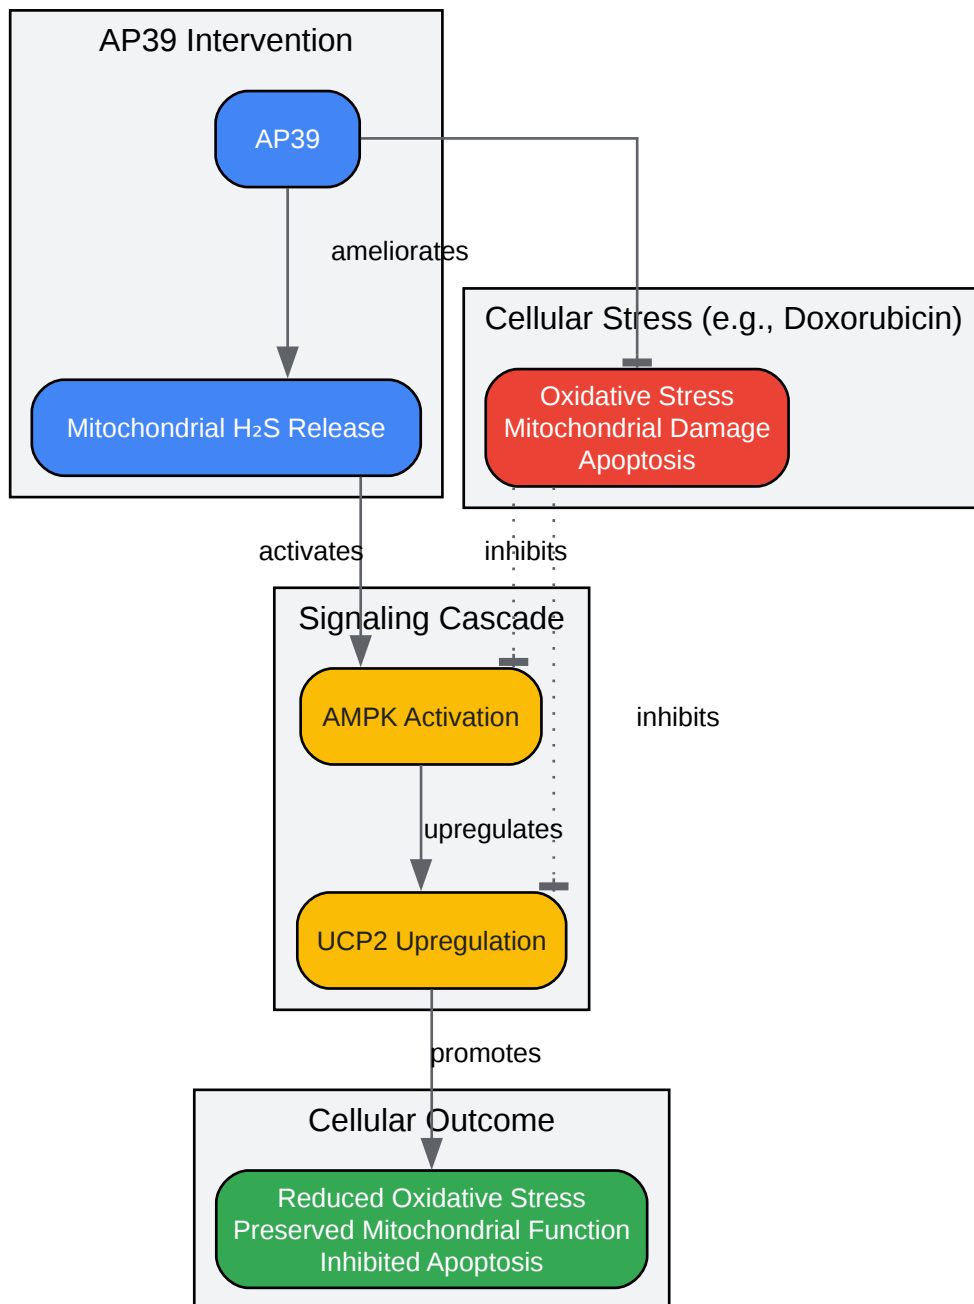 AP39 Intervention
AP39
ameliorates
Cellular Stress (e.g., Doxorubicin)
Oxidative Stress
Mitochondrial Damage
Apoptosis
Mitochondrial H₂S Release
activates
inhibits
Signaling Cascade
AMPK Activation
inhibits
upregulates
UCP2 Upregulation
promotes
Cellular Outcome
Reduced Oxidative Stress
Preserved Mitochondrial Function
Inhibited Apoptosis